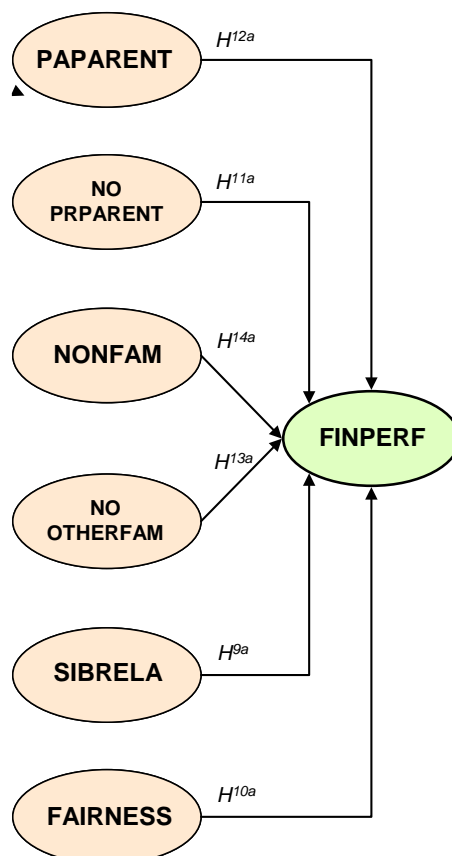 H12a
PAPARENT
H11a
NO
PRPARENT
H14a
NONFAM
FINPERF
H13a
NO
OTHERFAM
H9a
SIBRELA
H10a
FAIRNESS